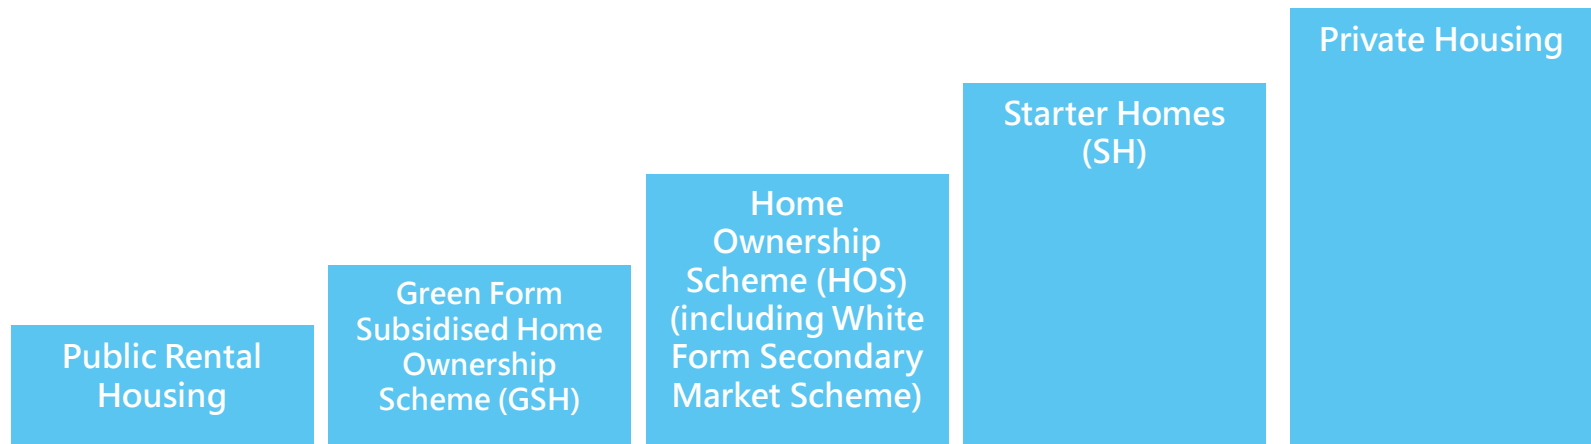 Public Rental
Housing
Green Form
Subsidised Home
Ownership
Scheme (GSH)
Home
Ownership
Scheme (HOS)
(including White
Form Secondary
Market Scheme)
Starter Homes
(SH)
Private Housing